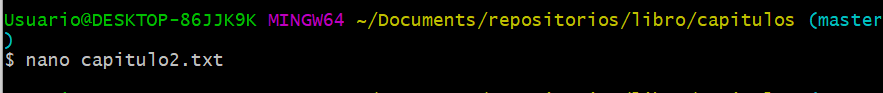 Usuario@DESKTOP-86JJK9K MINGW64 ~/Documents/repositorios/libro/capitulos (master
)
$ nano capitulo2.txt